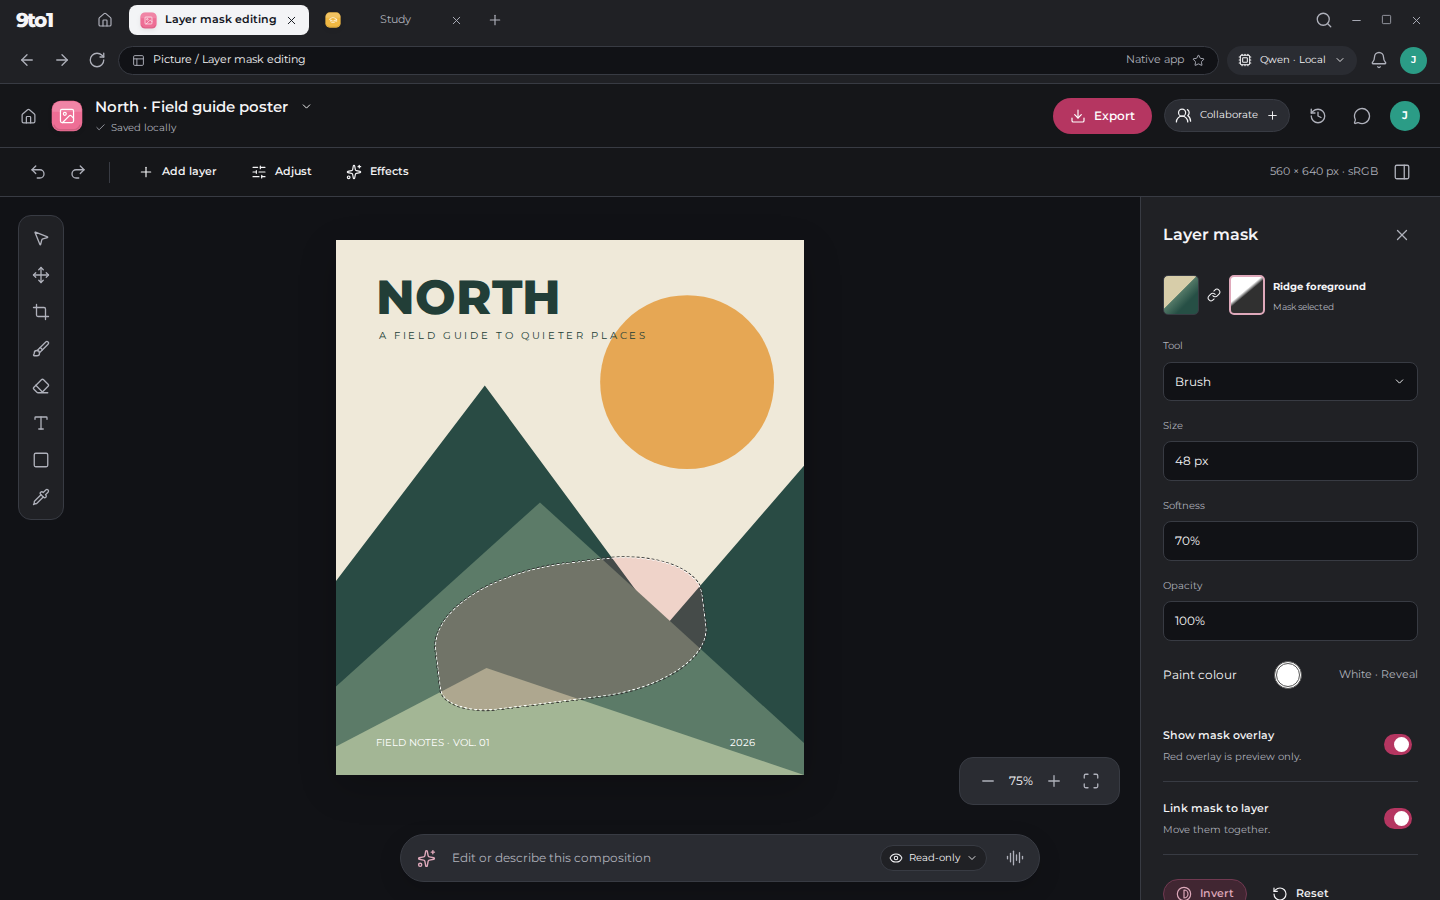 9to1
Layer mask editing
Study
Picture / Layer mask editing
Native app
Qwen · Local
J
North · Field guide poster
Saved locally
Export
Collaborate
J
Add layer
Adjust
Effects
560 × 640 px · sRGB
NORTH
A FIELD GUIDE TO QUIETER PLACES
FIELD NOTES · VOL. 01
2026
75%
Edit or describe this composition
Read-only
Layer mask
Ridge foreground
Mask selected
Tool
Brush
Size
48 px
Softness
70%
Opacity
100%
Paint colour
White · Reveal
Show mask overlay
Red overlay is preview only.
Link mask to layer
Move them together.
Invert
Reset